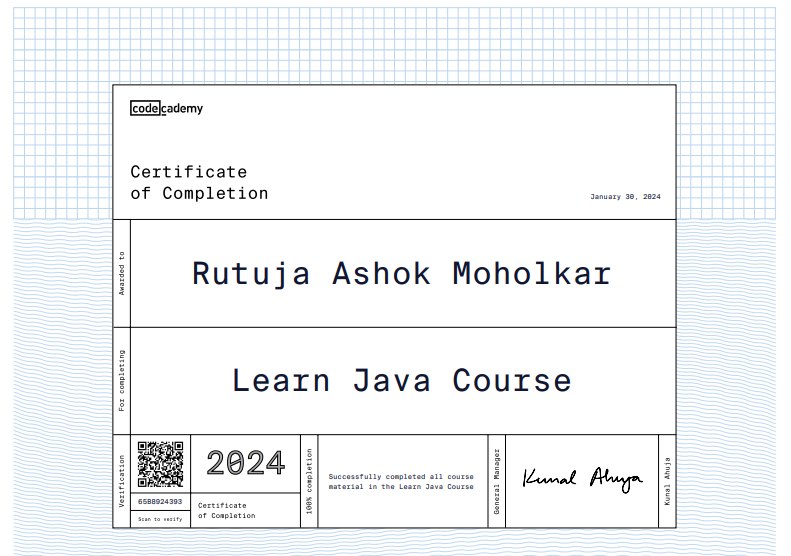 codecademy
Certificate
of Completion
January 30, 2024
Awarded to
Rutuja Ashok Moholkar
For completing
Learn Java Course
Verification
65B8924393
Scan to verify
2024
Certificate
of Completion
100% completion
Successfully completed all course
material in the Learn Java Course
General Manager
Kunal Ahuja
Kunal Ahuja